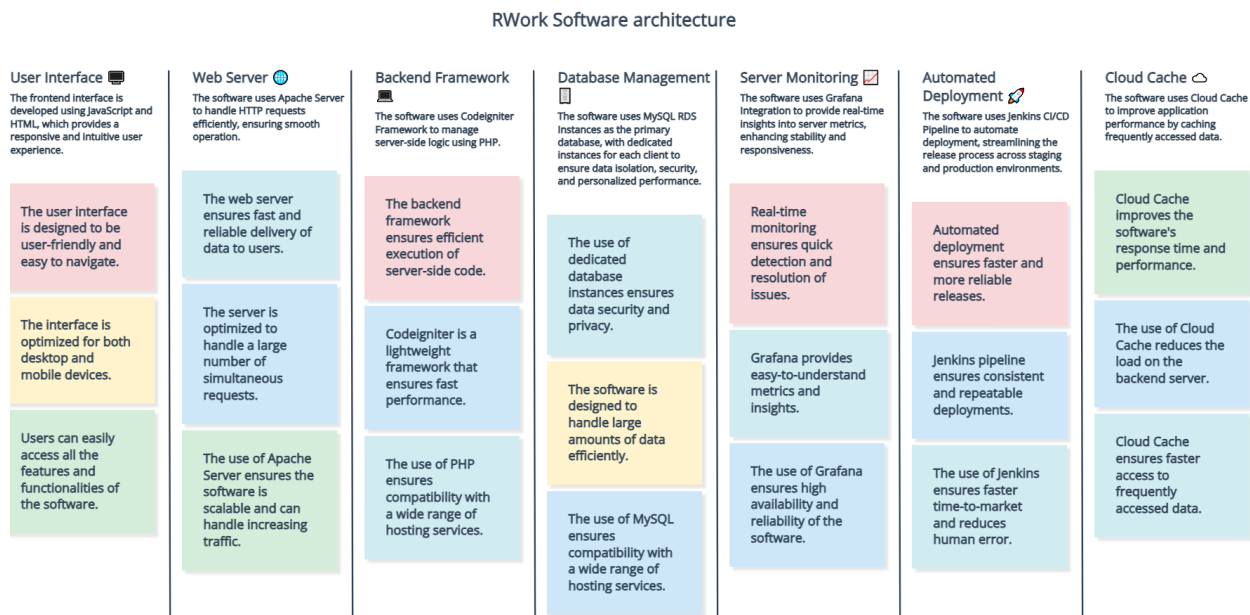 RWork Software architecture
User Interface
The frontend interface is
developed using JavaScript and
HTML, which provides a
responsive and intuitive user
experience.
The user interface
is designed to be
user-friendly and
easy to navigate.
The interface is
optimized for both
desktop and
mobile devices.
Users can easily
access all the
features and
functionalities of
the software.
Web Server
The software uses Apache Server
to handle HTTP requests
efficiently, ensuring smooth
operation.
The web server
ensures fast and
reliable delivery of
data to users.
The server is
optimized to
handle a large
number of
simultaneous
requests.
The use of Apache
Server ensures the
software is
scalable and can
handle increasing
traffic.
Backend Framework
The software uses Codeigniter
Framework to manage
server-side logic using PHP.
The backend
framework
ensures efficient
execution of
server-side code.
Codeigniter is a
lightweight
framework that
ensures fast
performance.
The use of PHP
ensures
compatibility with
a wide range of
hosting services.
Database Management
The software uses MySQL RDS
Instances as the primary
database, with dedicated
instances for each client to
ensure data isolation, security,
and personalized performance.
The use of
dedicated
database
instances ensures
data security and
privacy.
The software is
designed to
handle large
amounts of data
efficiently.
The use of MySQL
ensures
compatibility with
a wide range of
hosting services.
Server Monitoring
The software uses Grafana
Integration to provide real-time
insights into server metrics,
enhancing stability and
responsiveness.
Real-time
monitoring
ensures quick
detection and
resolution of
issues.
Grafana provides
easy-to-understand
metrics and
insights.
The use of Grafana
ensures high
availability and
reliability of the
software.
Automated
Deployment
The software uses Jenkins CI/CD
Pipeline to automate
deployment, streamlining the
release process across staging
and production environments.
Automated
deployment
ensures faster and
more reliable
releases.
Jenkins pipeline
ensures consistent
and repeatable
deployments.
The use of Jenkins
ensures faster
time-to-market
and reduces
human error.
Cloud Cache
The software uses Cloud Cache
to improve application
performance by caching
frequently accessed data.
Cloud Cache
improves the
software's
response time and
performance.
The use of Cloud
Cache reduces the
load on the
backend server.
Cloud Cache
ensures faster
access to
frequently
accessed data.